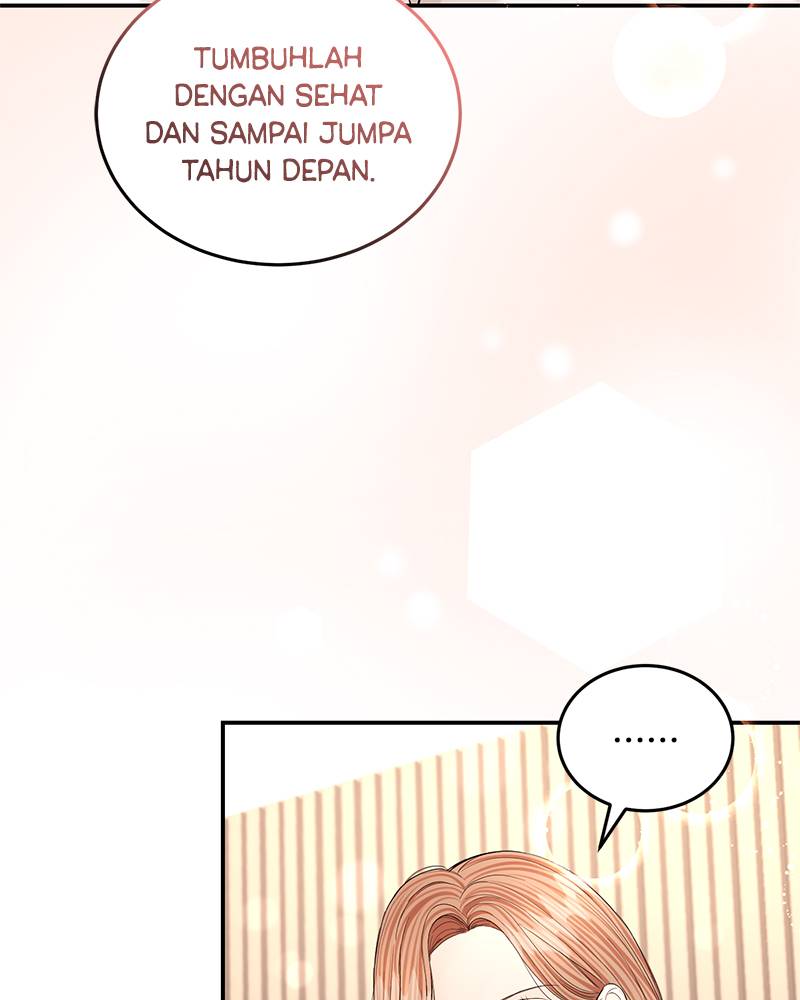 TUMBUHLAH
DENGAN SEHAT
DAN SAMPAI JUMPA
TAHUN DEPAN.
......